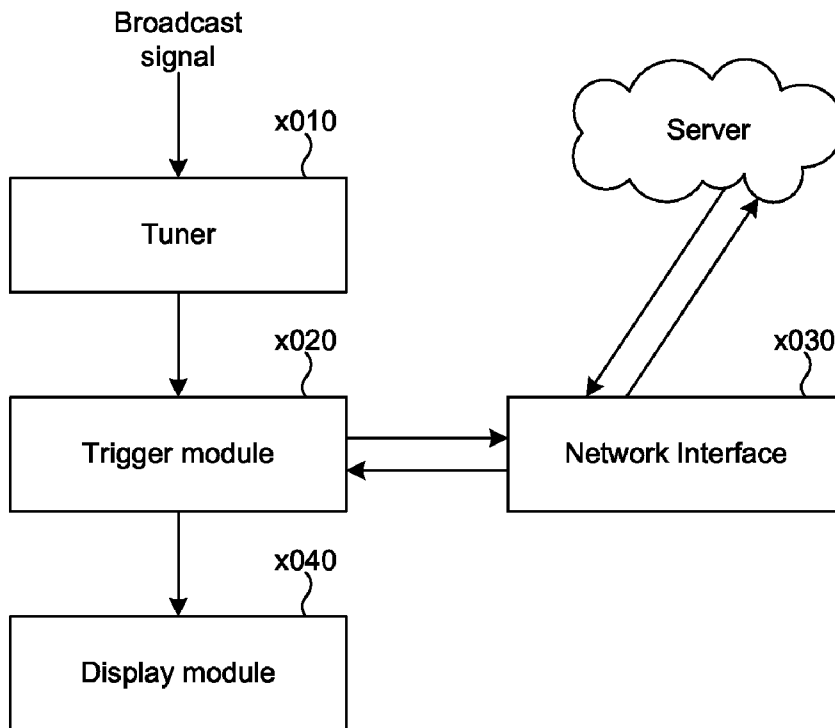 Broadcast
signal
x010
Tuner
Server
x020
Trigger module
x030
Network Interface
x040
Display module